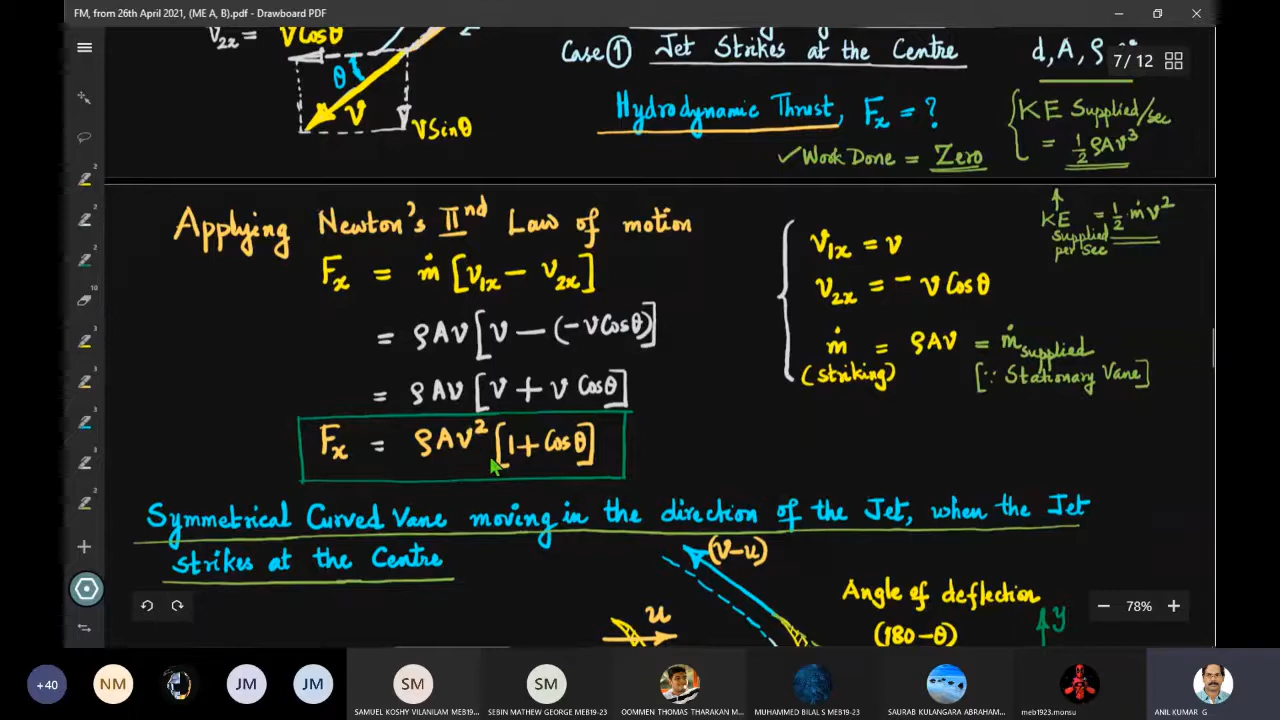 FM, from 26th April 2021, (ME A, B).pdf - Drawboard PDF
V2x = VCosθ
θ
V
VSinθ
Case ① Jet Strikes at the Centre
d, A, ρ
7/12
Hydrodynamic Thrust, Fx = ?
✓Work Done = Zero
KE Supplied/sec
= 1/2 ρAV³
KE Supplied per Sec = 1/2 ṁv²
Applying Newton's IInd Law of motion
Fx = ṁ [V1x − V2x]
= ρAV [V − (−VCosθ)]
= ρAV [V + V Cosθ]
Fx = ρAV² [1 + Cosθ]
V1x = V
V2x = − V Cosθ
ṁ = ρAV = ṁ supplied
(striking) [∵ Stationary Vane]
Symmetrical Curved Vane moving in the direction of the Jet, when the Jet
strikes at the Centre
(V−u)
u
Angle of deflection
(180−θ)
y
78%
+40
NM
JM
JM
SM
SM
SAMUEL KOSHY VILANILAM MEB19...
SEBIN MATHEW GEORGE MEB19-23
OOMMEN THOMAS THARAKAN M...
MUHAMMED BILAL S MEB19-23
SAURAB KULANGARA ABRAHAM...
meb1923.monsu
ANIL KUMAR G